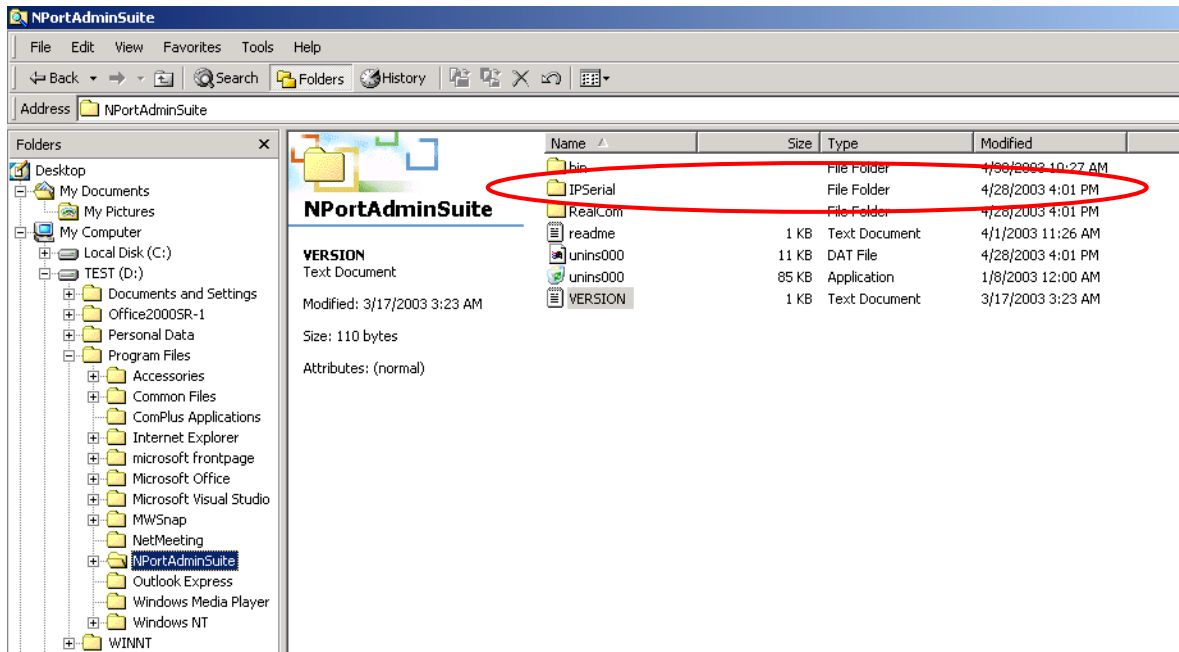 NPortAdminSuite
File Edit View Favorites Tools Help
Back Search Folders History
Address NPortAdminSuite
Folders x
Desktop
My Documents
My Pictures
My Computer
Local Disk (C:)
TEST (D:)
Documents and Settings
Office2000SR-1
Personal Data
Program Files
Accessories
Common Files
ComPlus Applications
Internet Explorer
microsoft frontpage
Microsoft Office
Microsoft Visual Studio
MWSnap
NetMeeting
NPortAdminSuite
Outlook Express
Windows Media Player
Windows NT
WINNT
NPortAdminSuite
VERSION
Text Document
Modified: 3/17/2003 3:23 AM
Size: 110 bytes
Attributes: (normal)
Name Size Type Modified
bin File Folder 4/30/2003 10:27 AM
IPSerial File Folder 4/28/2003 4:01 PM
RealCom File Folder 4/28/2003 4:01 PM
readme 1 KB Text Document 4/1/2003 11:26 AM
unins000 11 KB DAT File 4/28/2003 4:01 PM
unins000 85 KB Application 1/8/2003 12:00 AM
VERSION 1 KB Text Document 3/17/2003 3:23 AM